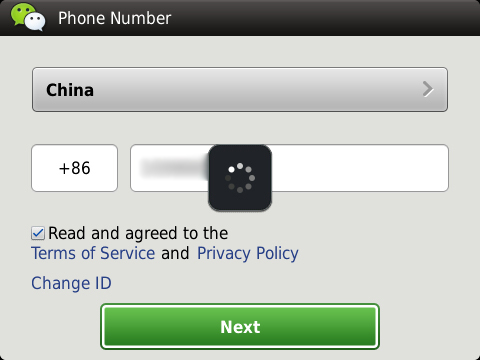 Phone Number
China
+86
Read and agreed to the
Terms of Service and Privacy Policy
Change ID
Next